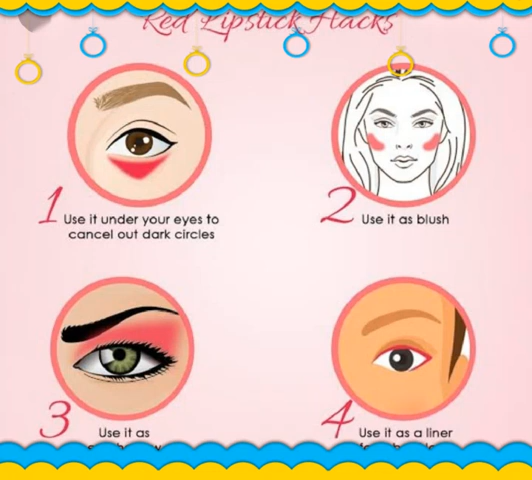 Red Lipstick Hacks
1 Use it under your eyes to
cancel out dark circles
2 Use it as blush
3 Use it as
4 Use it as a liner